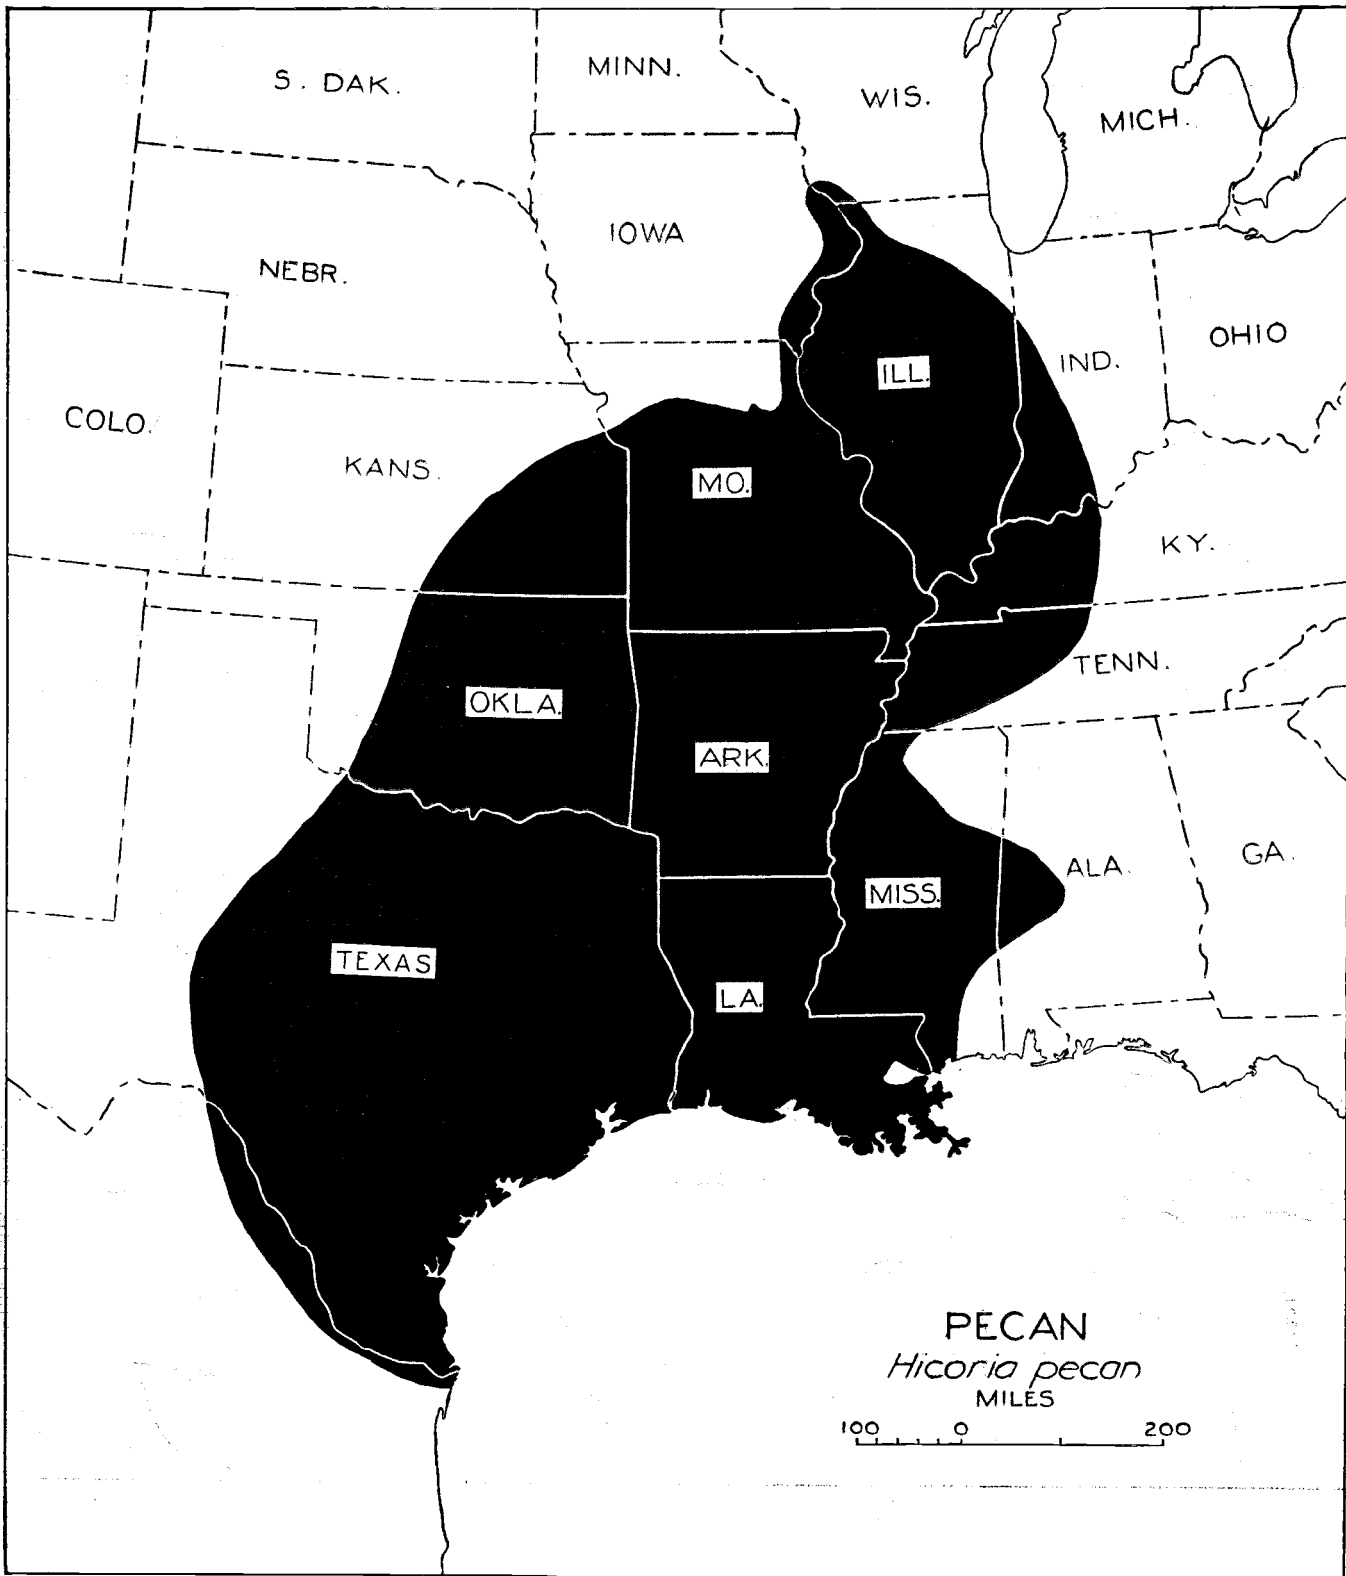 S. DAK.
MINN.
WIS.
MICH.
IOWA
NEBR.
OHIO
IND.
ILL.
COLO.
KANS.
MO.
KY.
TENN.
OKLA.
ARK.
ALA.
GA.
MISS.
TEXAS
LA.
PECAN
Hicoria pecan
MILES
100 0 200